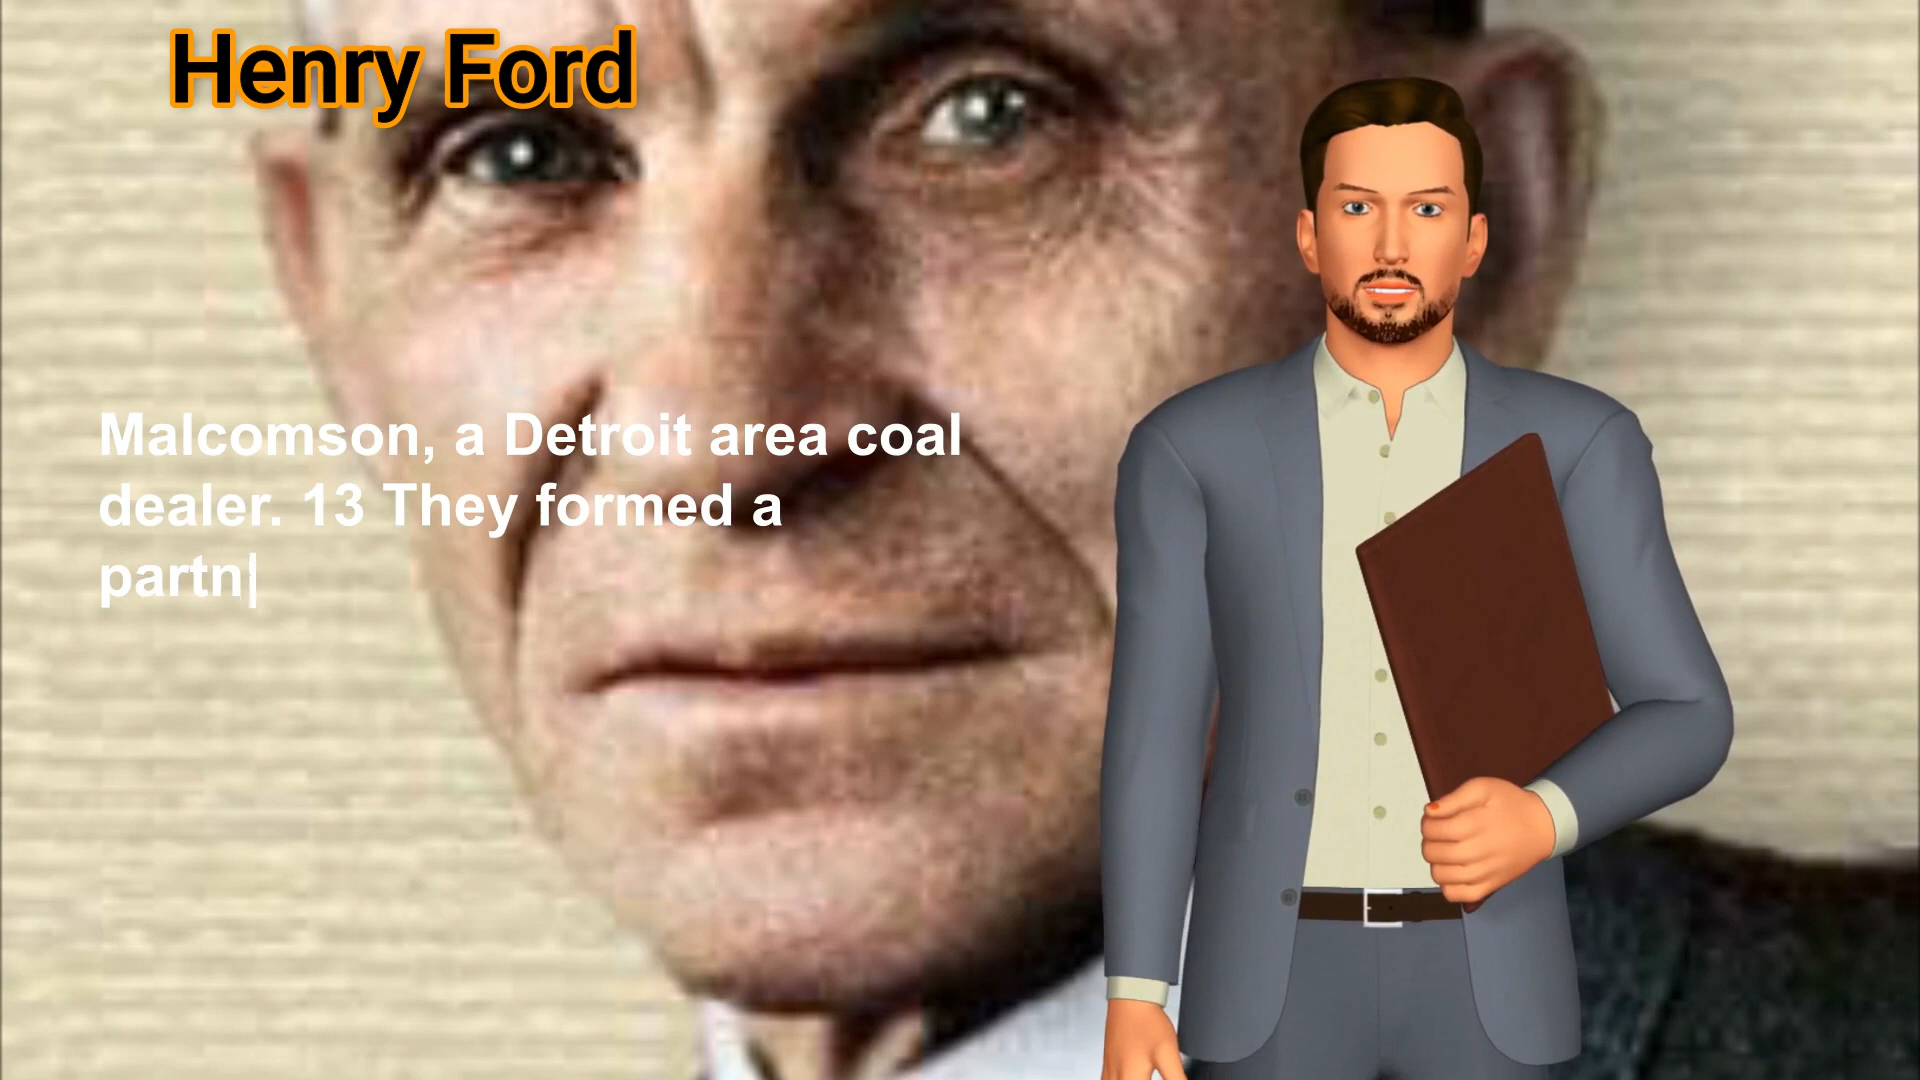 Henry Ford
Malcomson, a Detroit area coal
dealer. 13 They formed a
partn|